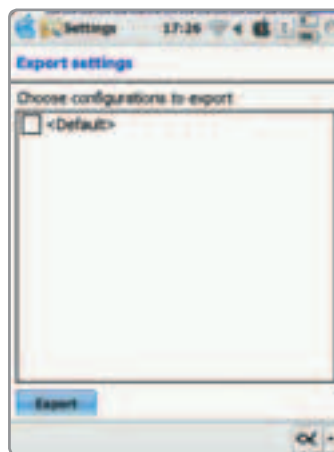 Settings 17:26
Export settings
Choose configurations to export
<Default>
Export
ok